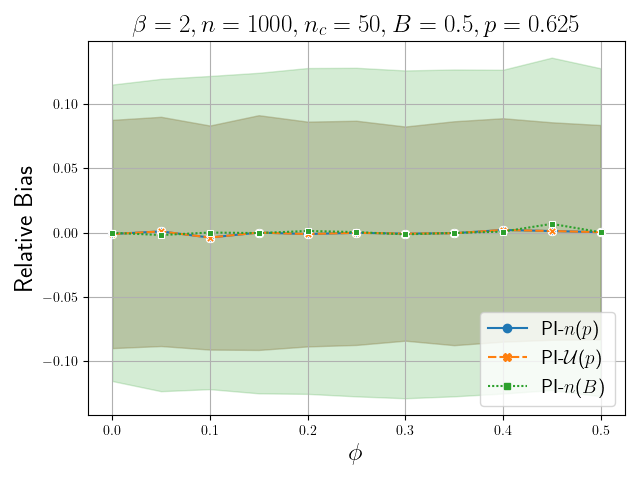 β = 2, n = 1000, n_c = 50, B = 0.5, p = 0.625
Relative Bias
0.10
0.05
0.00
−0.05
−0.10
PI-n(p)
PI-𝒰(p)
PI-n(B)
0.0 0.1 0.2 0.3 0.4 0.5
ϕ